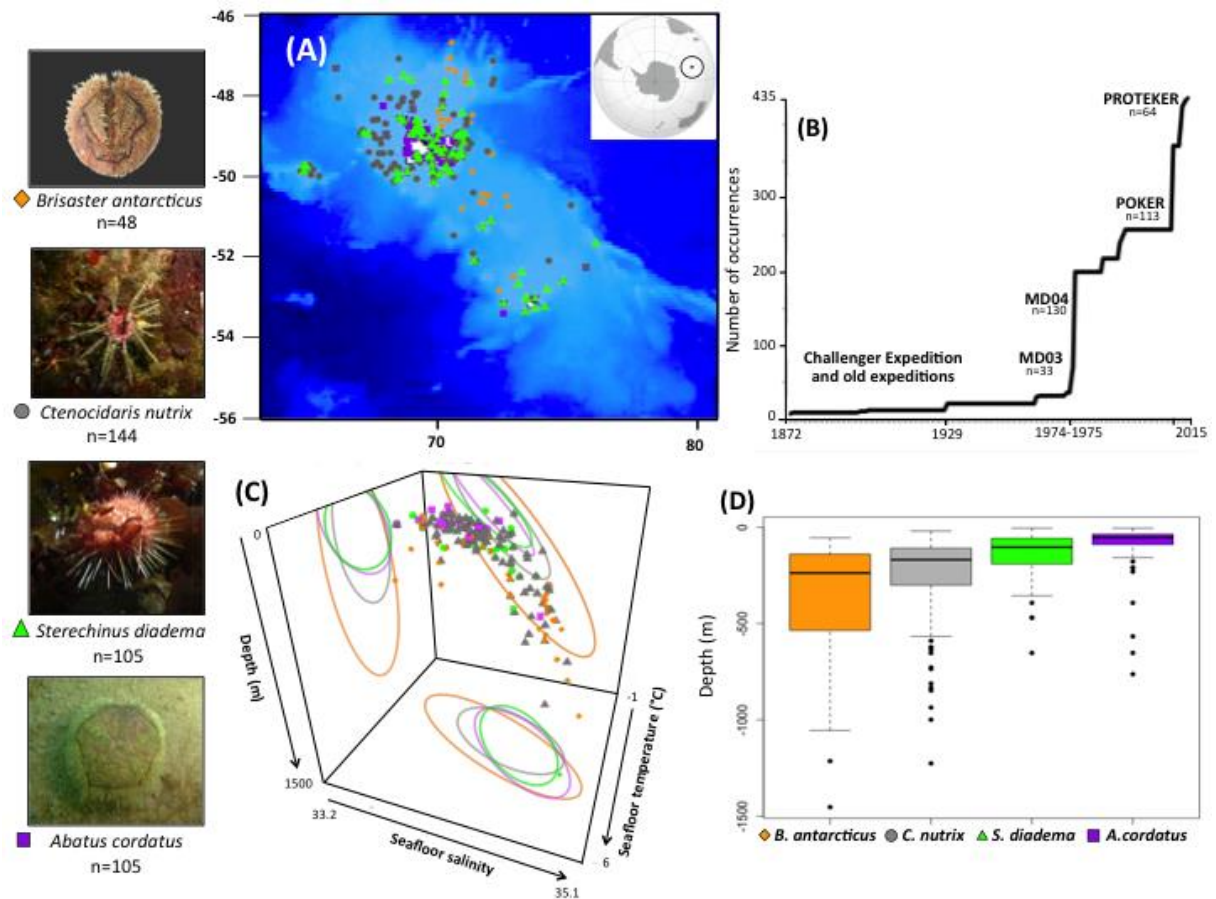 Brisaster antarcticus
n=48
Ctenocidaris nutrix
n=144
Sterechinus diadema
n=105
Abatus cordatus
n=105
(A)
-46
-48
-50
-52
-54
-56
70
80
(B)
Number of occurrences
435
300
200
100
0
1872
1929
1974-1975
2015
Challenger Expedition
and old expeditions
MD03
n=33
MD04
n=130
POKER
n=113
PROTEKER
n=64
(C)
0
Depth (m)
1500
33.2
Seafloor salinity
35.1
-1
Seafloor temperature (°C)
6
(D)
Depth (m)
0
-500
-1000
-1500
B. antarcticus
C. nutrix
S. diadema
A.cordatus